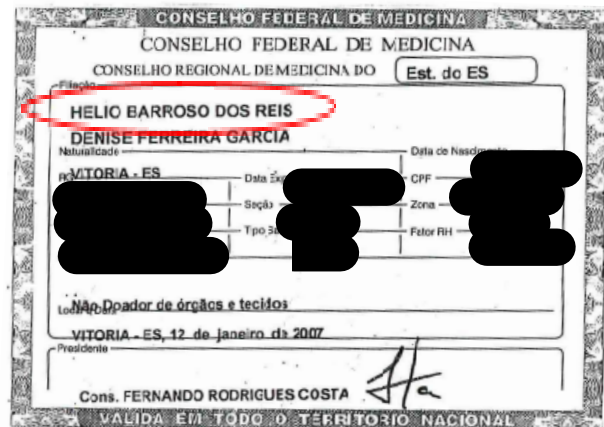 CONSELHO FEDERAL DE MEDICINA
CONSELHO FEDERAL DE MEDICINA
CONSELHO REGIONAL DE MEDICINA DO Est. do ES
Filiação
HELIO BARROSO DOS REIS
DENISE FERREIRA GARCIA
Naturalidade Data de Nascimento
VITORIA - ES
Data CPF
Seção Zona
Tipo Fator RH
Não Doador de órgãos e tecidos
VITORIA - ES, 12 de janeiro de 2007
Presidente
Cons. FERNANDO RODRIGUES COSTA
VALIDA EM TODO O TERRITORIO NACIONAL